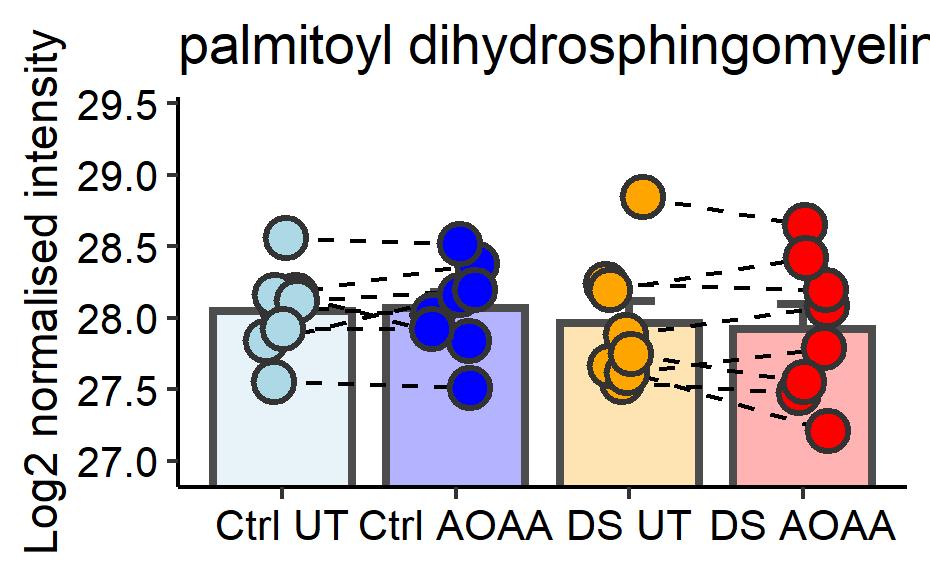 palmitoyl dihydrosphingomyelin
Log2 normalised intensity
29.5
29.0
28.5
28.0
27.5
27.0
Ctrl UT Ctrl AOAA DS UT DS AOAA